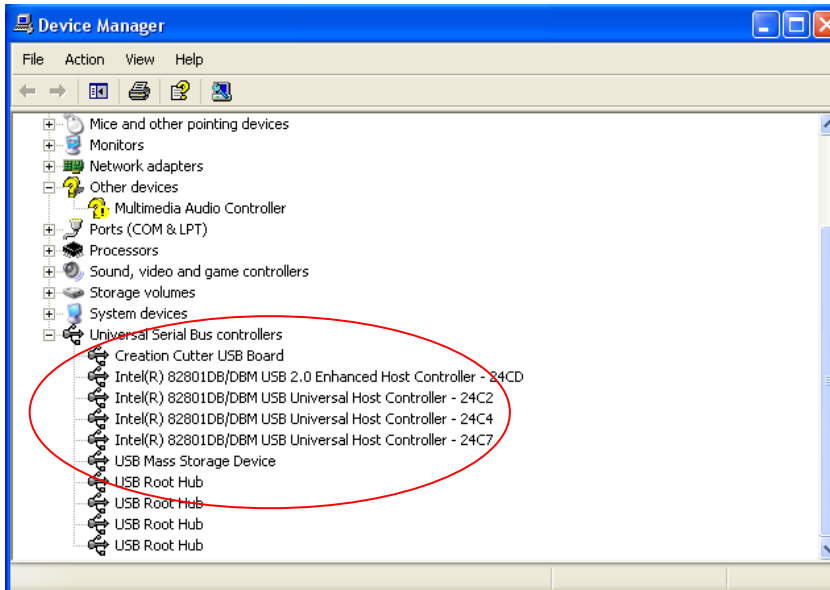 Device Manager
File Action View Help
Mice and other pointing devices
Monitors
Network adapters
Other devices
Multimedia Audio Controller
Ports (COM & LPT)
Processors
Sound, video and game controllers
Storage volumes
System devices
Universal Serial Bus controllers
Creation Cutter USB Board
Intel(R) 82801DB/DBM USB 2.0 Enhanced Host Controller - 24CD
Intel(R) 82801DB/DBM USB Universal Host Controller - 24C2
Intel(R) 82801DB/DBM USB Universal Host Controller - 24C4
Intel(R) 82801DB/DBM USB Universal Host Controller - 24C7
USB Mass Storage Device
USB Root Hub
USB Root Hub
USB Root Hub
USB Root Hub